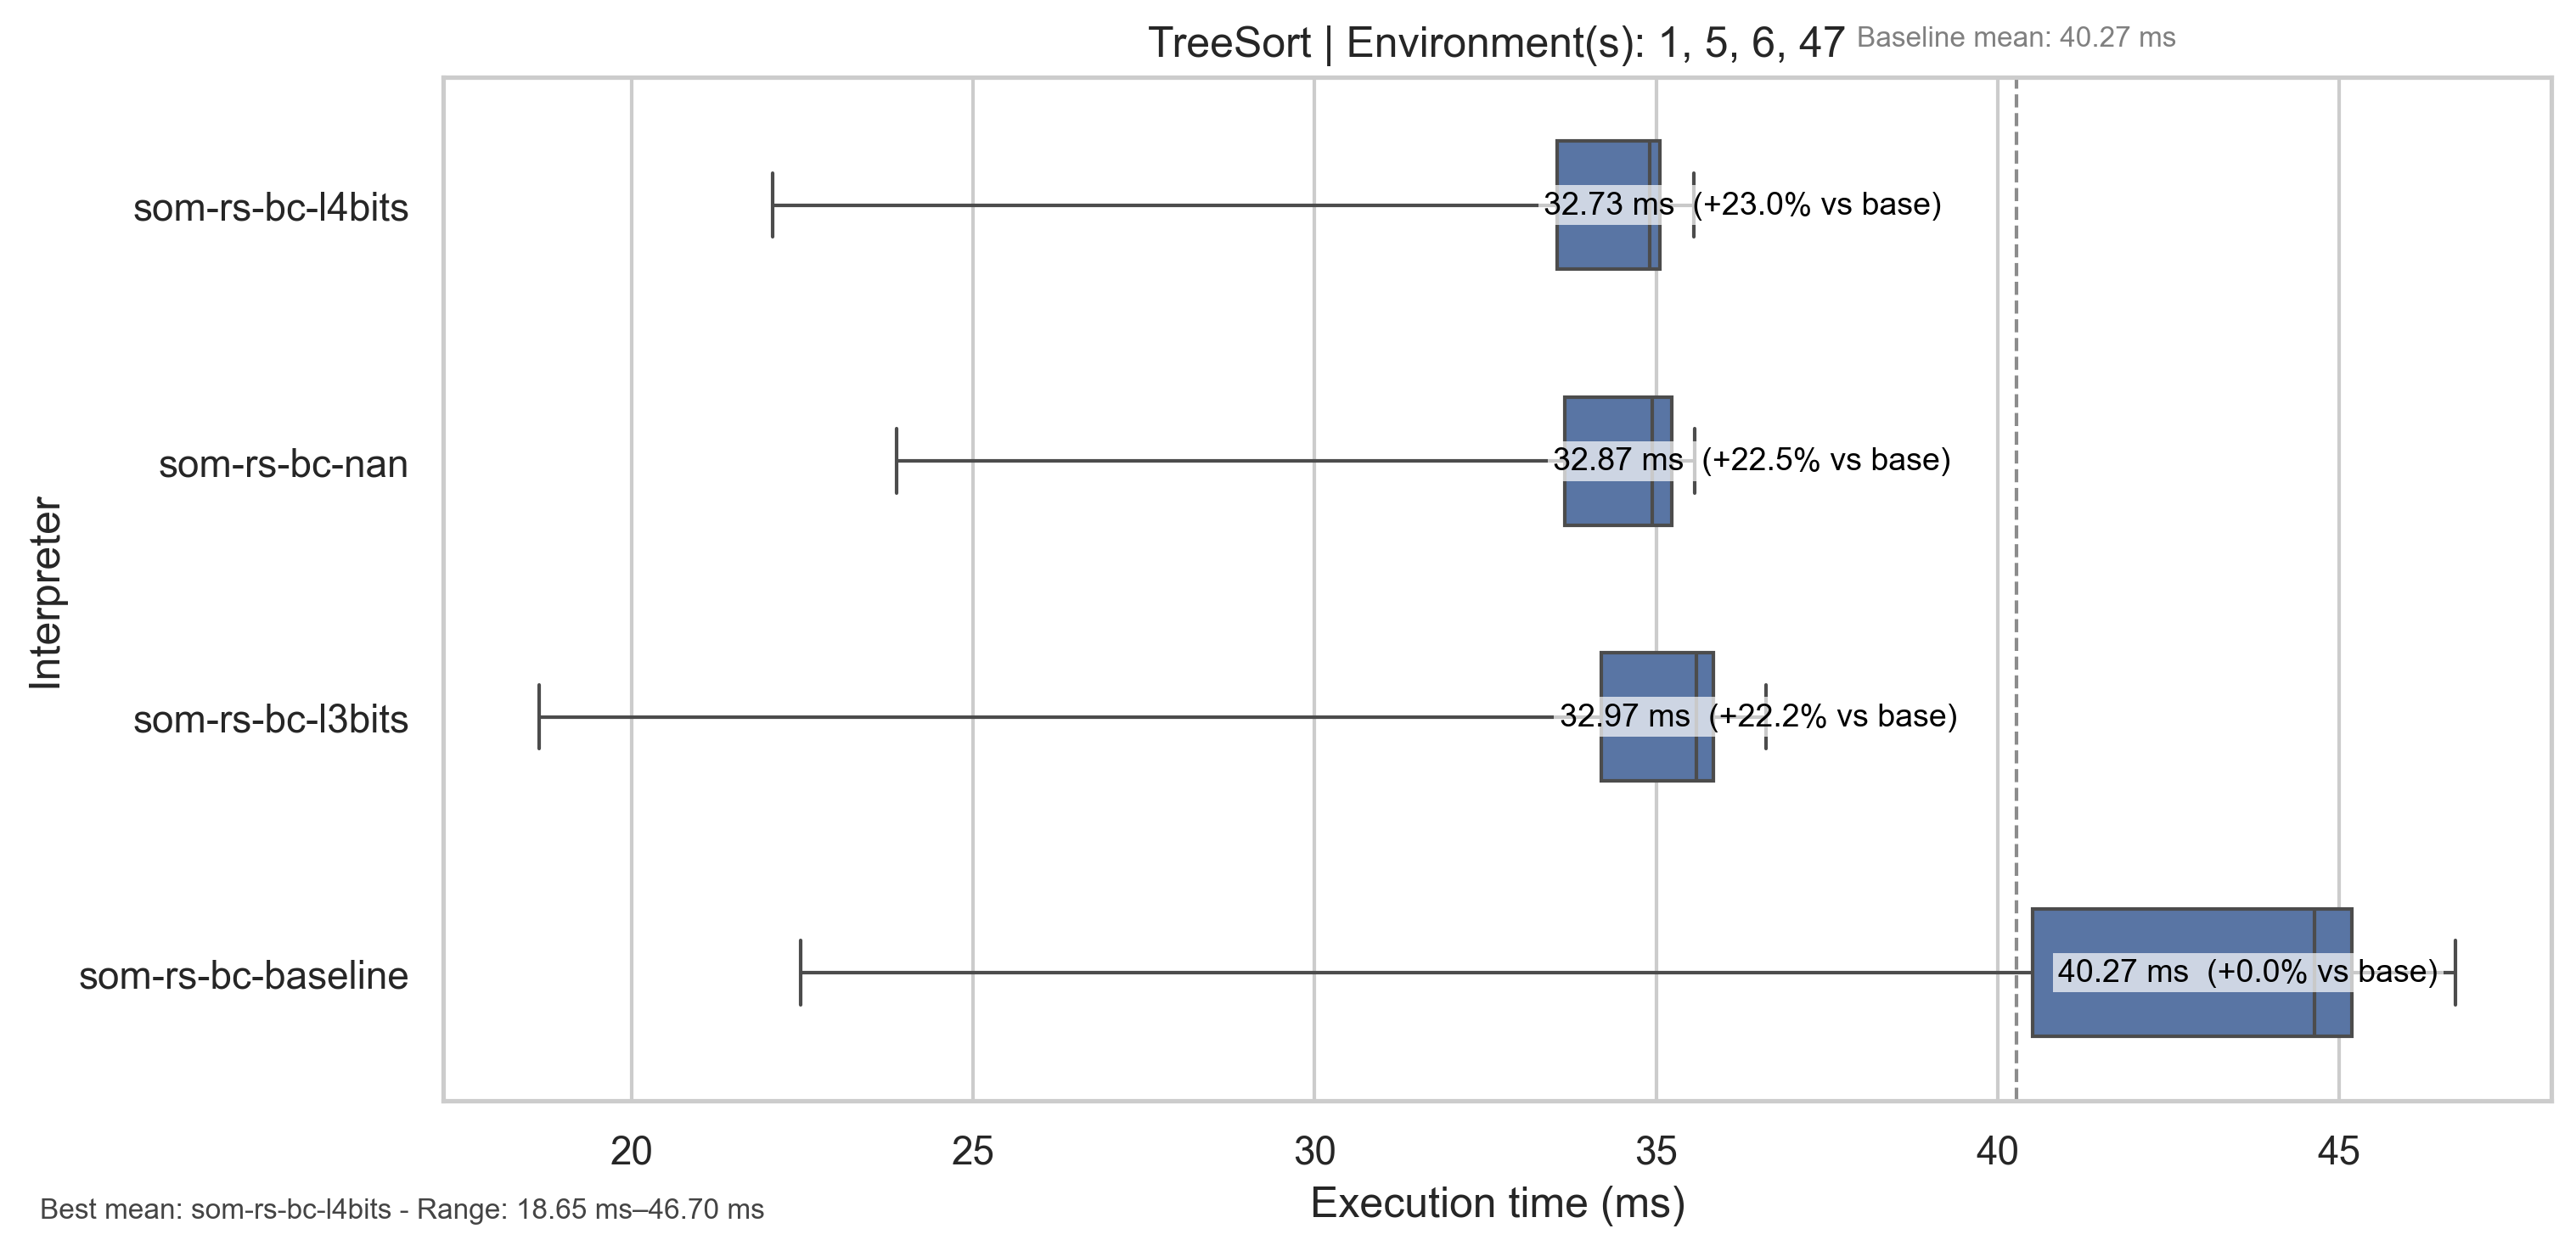 TreeSort | Environment(s): 1, 5, 6, 47
Baseline mean: 40.27 ms
Interpreter
som-rs-bc-l4bits
32.73 ms  (+23.0% vs base)
som-rs-bc-nan
32.87 ms  (+22.5% vs base)
som-rs-bc-l3bits
32.97 ms  (+22.2% vs base)
som-rs-bc-baseline
40.27 ms  (+0.0% vs base)
20 25 30 35 40 45
Execution time (ms)
Best mean: som-rs-bc-l4bits - Range: 18.65 ms–46.70 ms